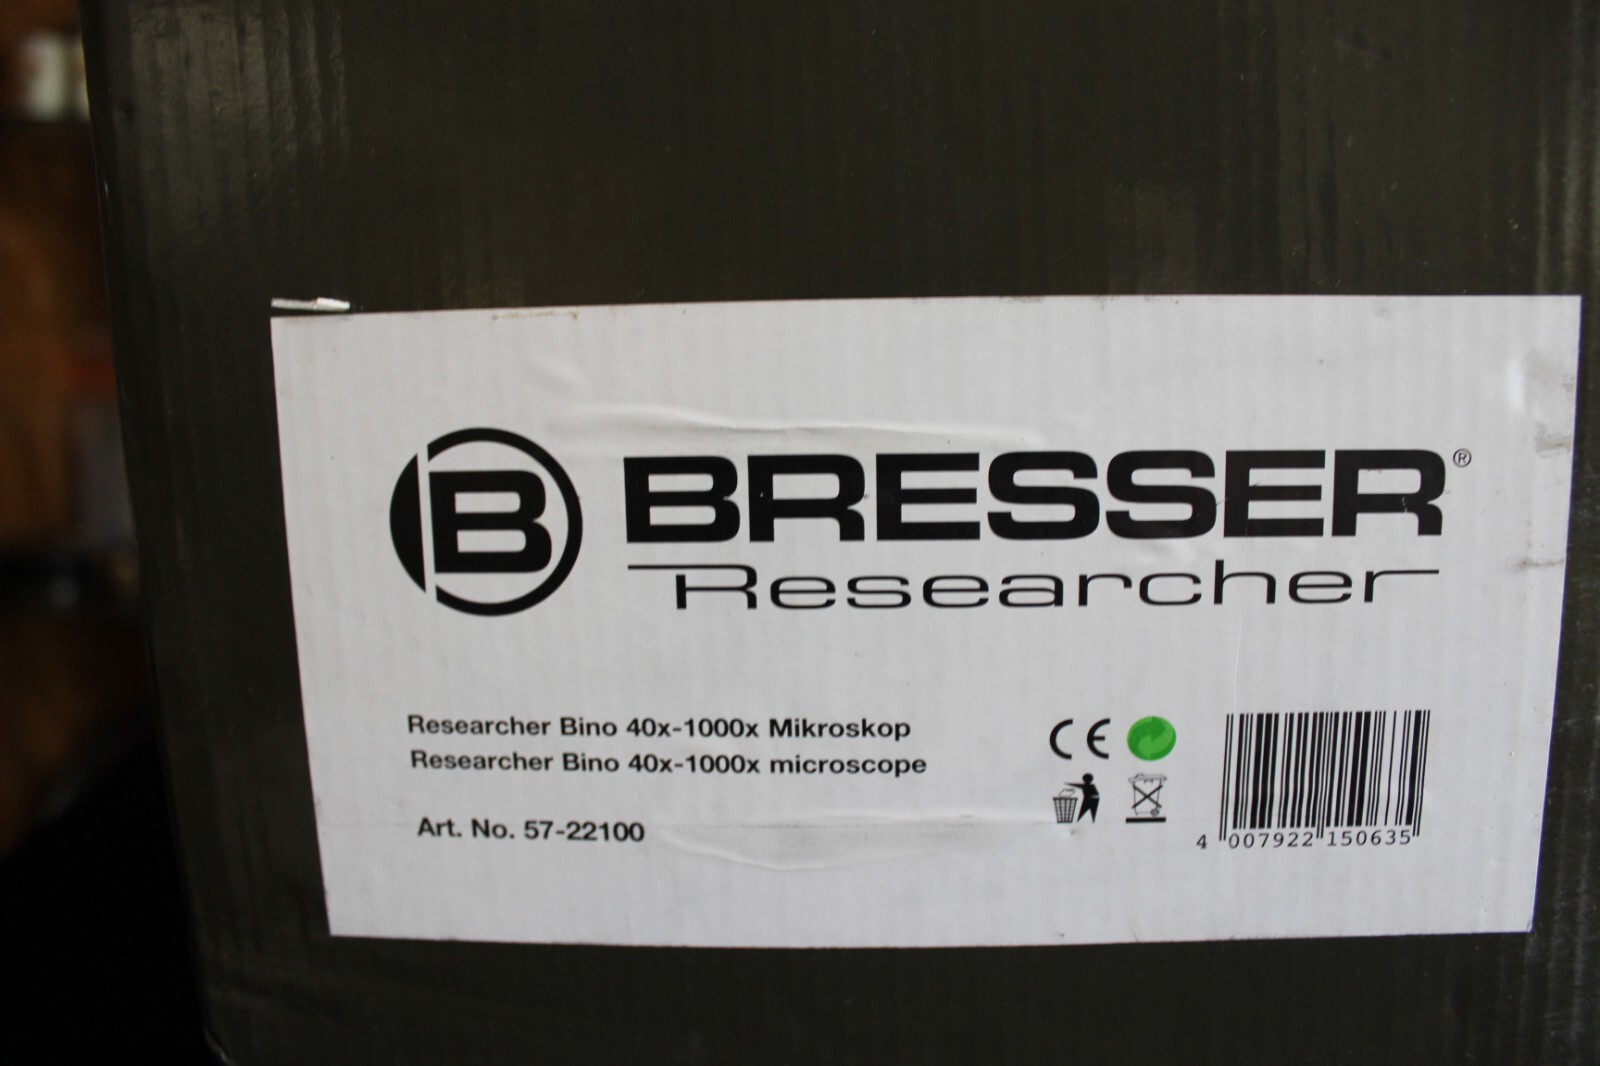 B BRESSER®
Researcher
Researcher Bino 40x-1000x Mikroskop
Researcher Bino 40x-1000x microscope
Art. No. 57-22100
CE
4 007922 150635